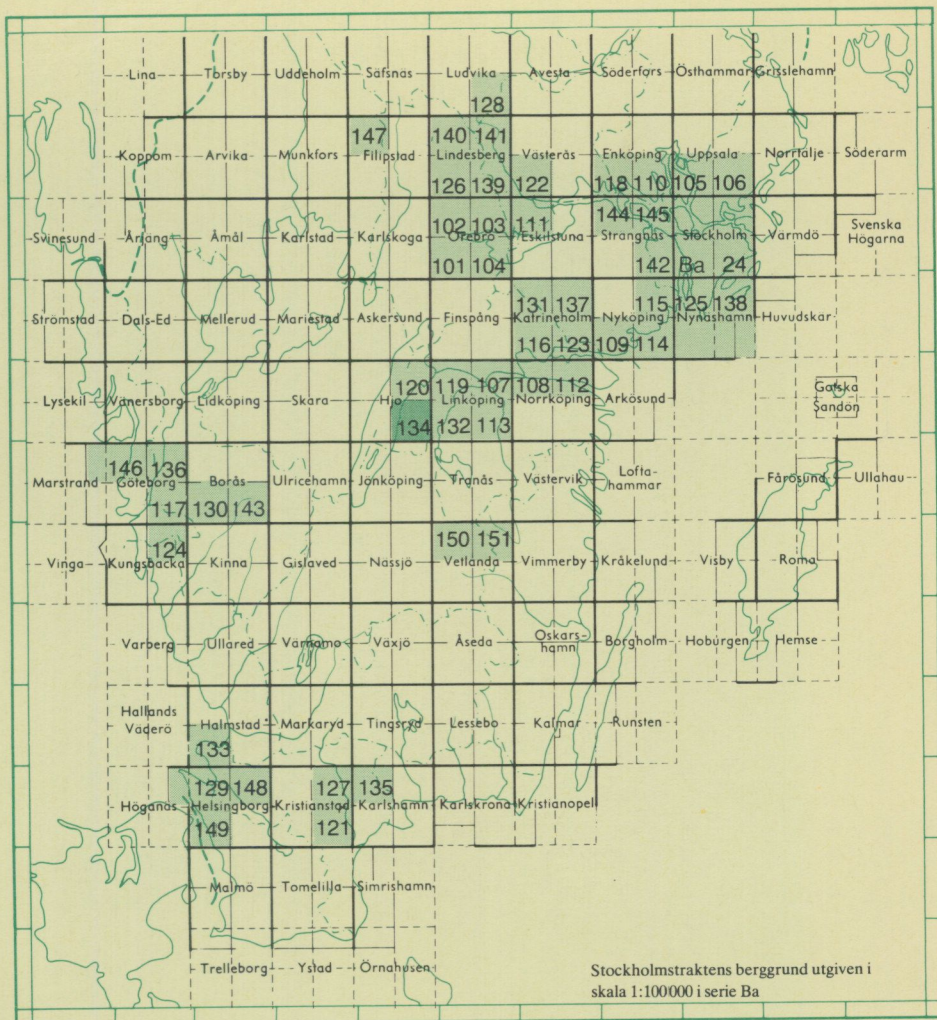 Lina Torsby Uddeholm Säfsnäs Ludvika Avesta Söderfors Östhammar Grisslehamn
128
147 140 141
Koppom Arvika Munkfors Filipstad Lindesberg Västerås Enköping Uppsala Norrtälje Söderarm
126 139 122 118 110 105 106
102 103 111 144 145
Svinesund Årjäng Åmål Karlstad Karlskoga Örebro Eskilstuna Strängnäs Stockholm Värmdö Svenska
Högarna
101 104 142 Ba 24
131 137 115 125 138
Strömstad Dals-Ed Mellerud Mariestad Askersund Finspång Katrineholm Nyköping Nynäshamn Huvudskär
116 123 109 114
120 119 107 108 112
Lysekil Vänersborg Lidköping Skara Hjo Linköping Norrköping Arkösund Gotska
Sandön
134 132 113
146 136
Marstrand Göteborg Borås Ulricehamn Jönköping Tranås Västervik Lofta-
hammar Fårösund Ullahau
117 130 143
124 150 151
Vinga Kungsbacka Kinna Gislaved Nässjö Vetlanda Vimmerby Kråkelund Visby Roma
Varberg Ullared Värnamo Växjö Åseda Oskars-
hamn Borgholm Hoburgen Hemse
Hallands
Väderö Halmstad Markaryd Tingsryd Lessebo Kalmar Runsten
133
129 148 127 135
Höganäs Helsingborg Kristianstad Karlshamn Karlskrona Kristianopel
149 121
Malmö Tomelilla Simrishamn
Trelleborg Ystad Örnahusen
Stockholmstraktens berggrund utgiven i
skala 1:100000 i serie Ba